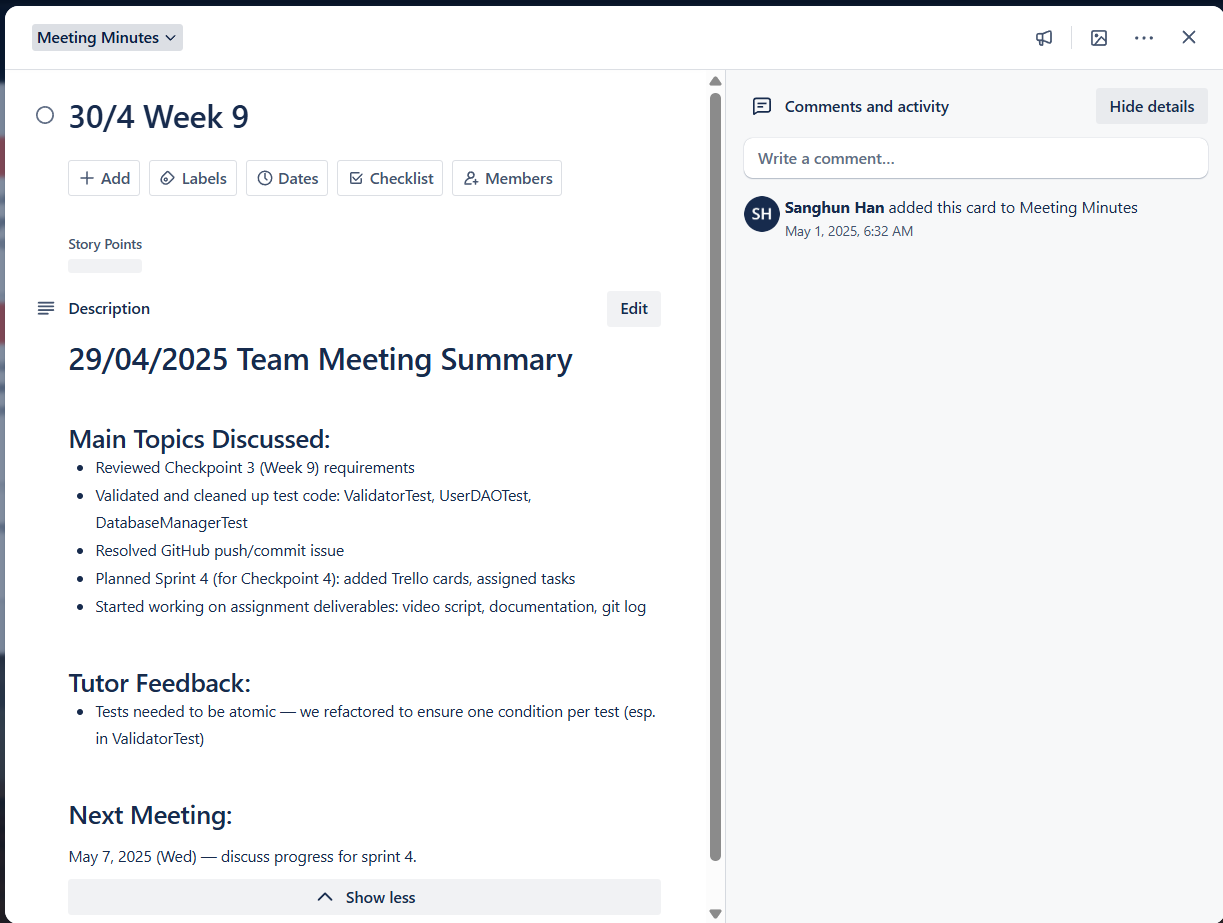 Meeting Minutes
30/4 Week 9
Add
Labels
Dates
Checklist
Members
Story Points
Description
Edit
29/04/2025 Team Meeting Summary
Main Topics Discussed:
• Reviewed Checkpoint 3 (Week 9) requirements
• Validated and cleaned up test code: ValidatorTest, UserDAOTest,
DatabaseManagerTest
• Resolved GitHub push/commit issue
• Planned Sprint 4 (for Checkpoint 4): added Trello cards, assigned tasks
• Started working on assignment deliverables: video script, documentation, git log
Tutor Feedback:
• Tests needed to be atomic — we refactored to ensure one condition per test (esp.
in ValidatorTest)
Next Meeting:
May 7, 2025 (Wed) — discuss progress for sprint 4.
Show less
Comments and activity
Hide details
Write a comment...
SH
Sanghun Han added this card to Meeting Minutes
May 1, 2025, 6:32 AM